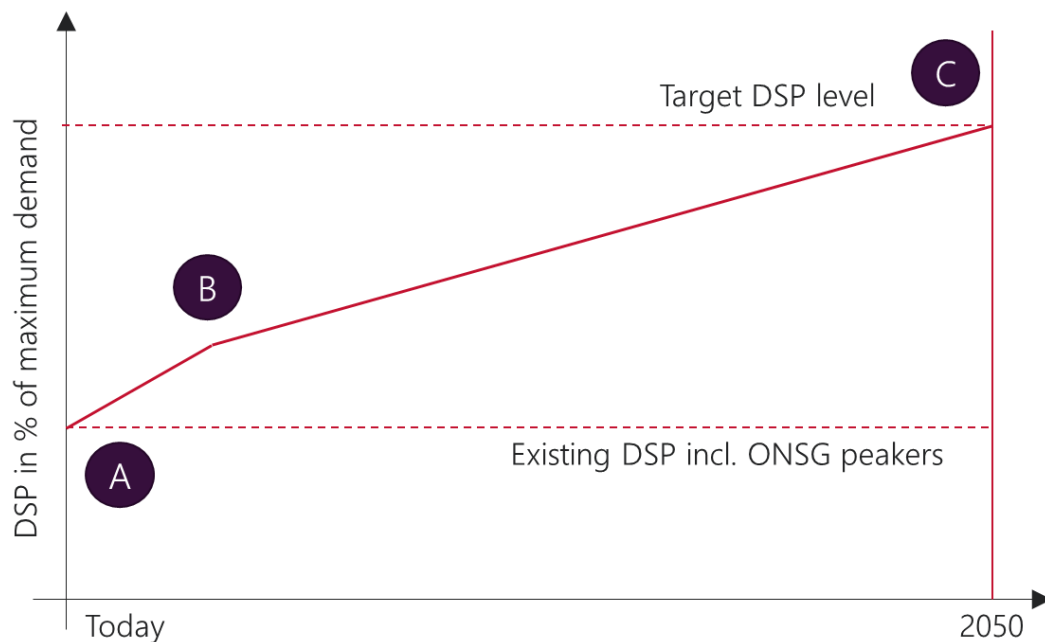 C
Target DSP level
DSP in % of maximum demand
B
Existing DSP incl. ONSG peakers
A
Today
2050